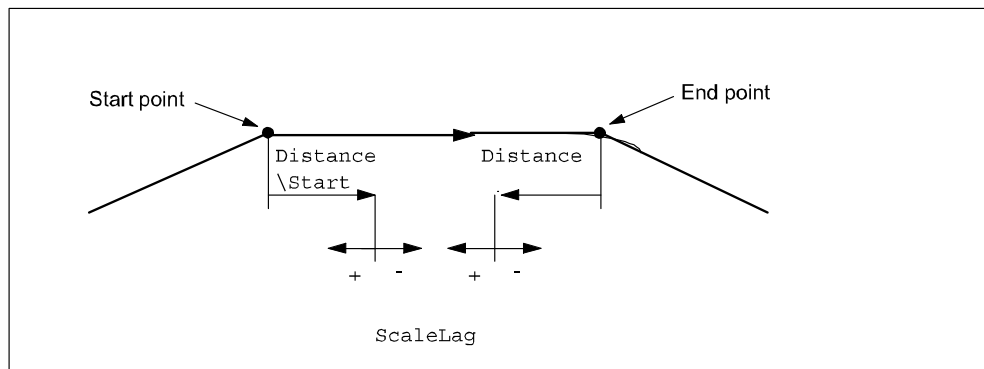 Start point
End point
Distance
\Start
Distance
+
-
+
-
ScaleLag